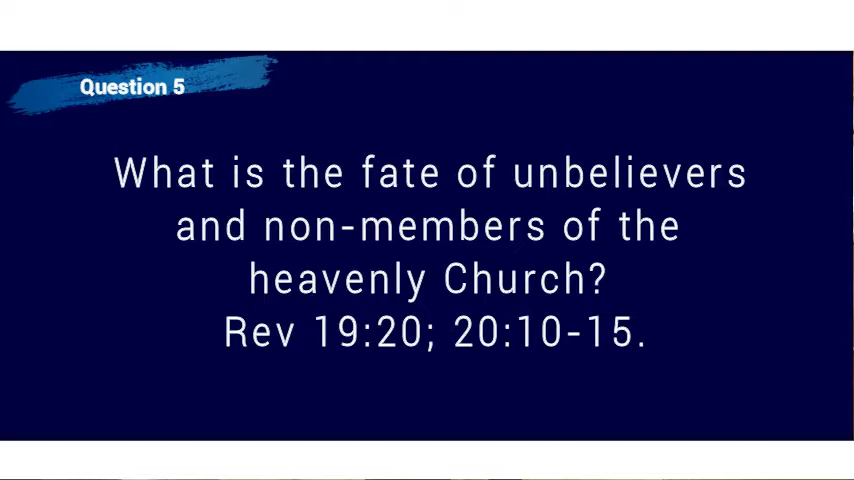 Question 5
What is the fate of unbelievers
and non-members of the
heavenly Church?
Rev 19:20; 20:10-15.